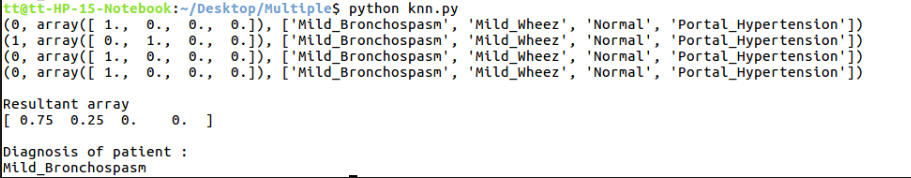 tt@tt-HP-15-Notebook:~/Desktop/Multiple$ python knn.py
(0, array([ 1.,  0.,  0.,  0.]), ['Mild_Bronchospasm', 'Mild_Wheez', 'Normal', 'Portal_Hypertension'])
(1, array([ 0.,  1.,  0.,  0.]), ['Mild_Bronchospasm', 'Mild_Wheez', 'Normal', 'Portal_Hypertension'])
(0, array([ 1.,  0.,  0.,  0.]), ['Mild_Bronchospasm', 'Mild_Wheez', 'Normal', 'Portal_Hypertension'])
(0, array([ 1.,  0.,  0.,  0.]), ['Mild_Bronchospasm', 'Mild_Wheez', 'Normal', 'Portal_Hypertension'])
Resultant array
[ 0.75  0.25  0.    0.  ]
Diagnosis of patient :
Mild_Bronchospasm